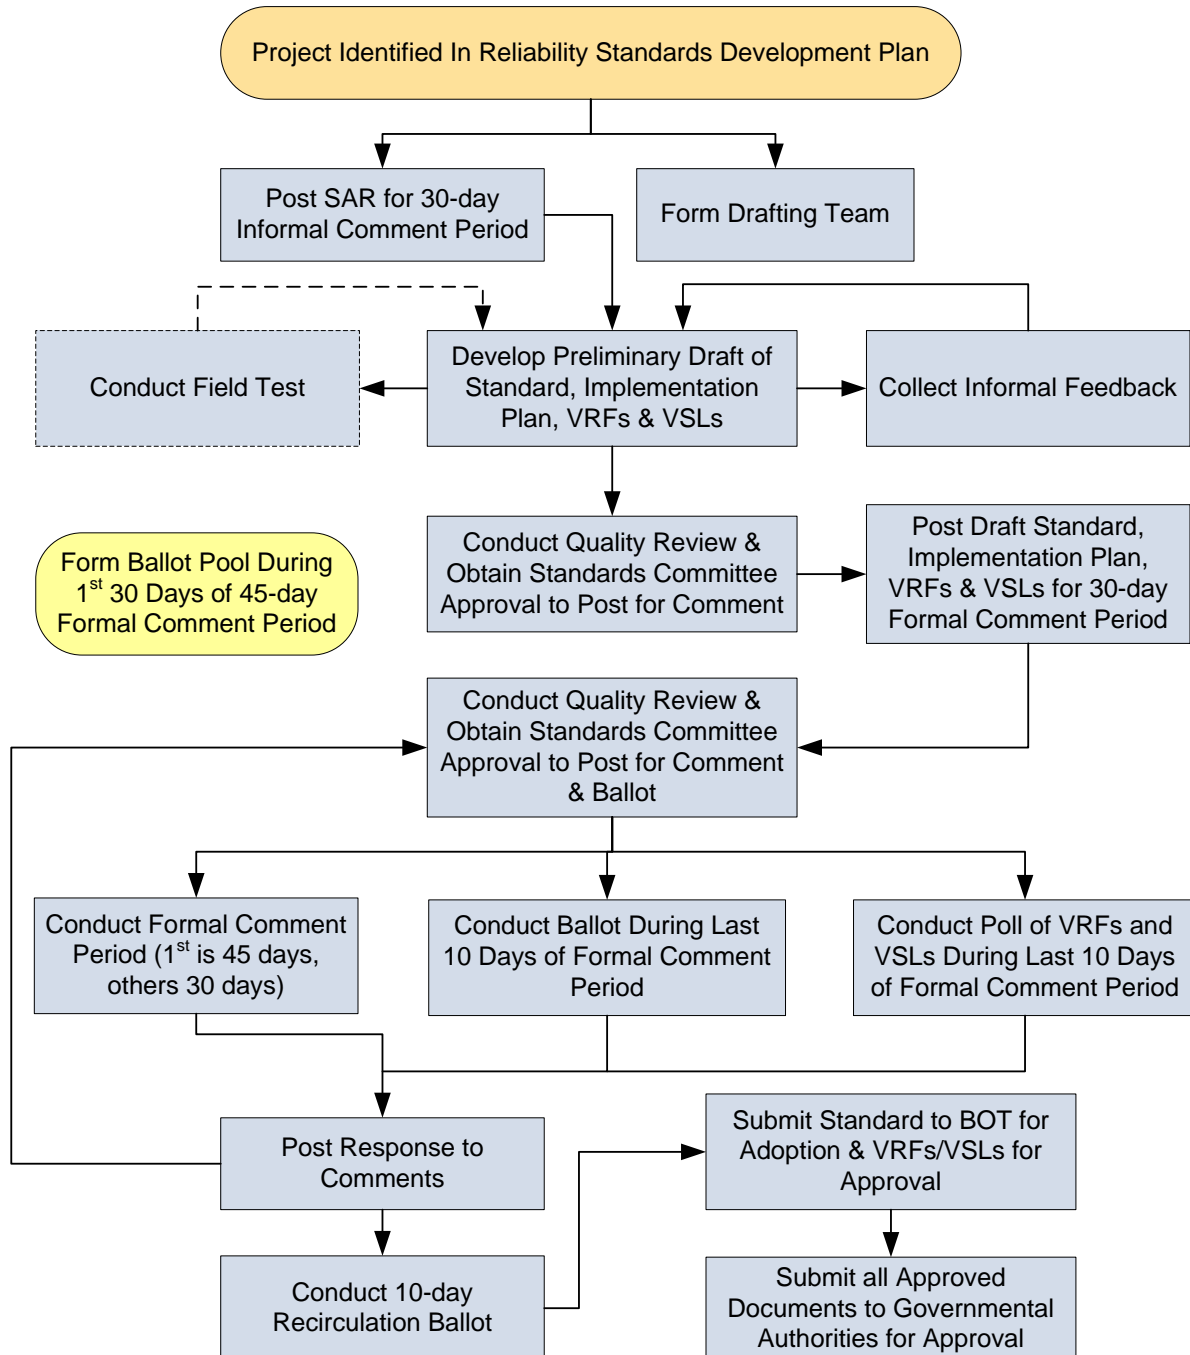 Project Identified In Reliability Standards Development Plan
Post SAR for 30-day
Informal Comment Period
Form Drafting Team
Conduct Field Test
Develop Preliminary Draft of
Standard, Implementation
Plan, VRFs & VSLs
Collect Informal Feedback
Form Ballot Pool During
1st 30 Days of 45-day
Formal Comment Period
Conduct Quality Review &
Obtain Standards Committee
Approval to Post for Comment
Post Draft Standard,
Implementation Plan,
VRFs & VSLs for 30-day
Formal Comment Period
Conduct Quality Review &
Obtain Standards Committee
Approval to Post for Comment
& Ballot
Conduct Formal Comment
Period (1st is 45 days,
others 30 days)
Conduct Ballot During Last
10 Days of Formal Comment
Period
Conduct Poll of VRFs and
VSLs During Last 10 Days
of Formal Comment Period
Post Response to
Comments
Submit Standard to BOT for
Adoption & VRFs/VSLs for
Approval
Conduct 10-day
Recirculation Ballot
Submit all Approved
Documents to Governmental
Authorities for Approval